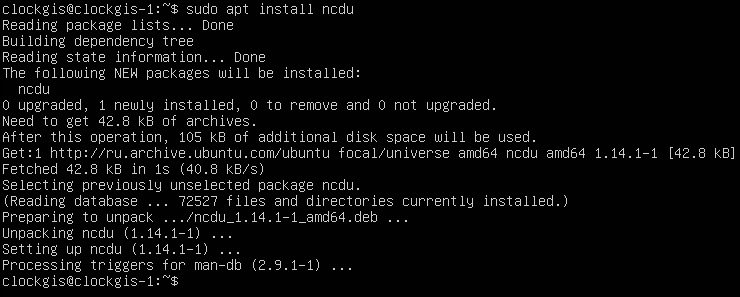 clockgis@clockgis-1:~$ sudo apt install ncdu
Reading package lists... Done
Building dependency tree
Reading state information... Done
The following NEW packages will be installed:
  ncdu
0 upgraded, 1 newly installed, 0 to remove and 0 not upgraded.
Need to get 42.8 kB of archives.
After this operation, 105 kB of additional disk space will be used.
Get:1 http://ru.archive.ubuntu.com/ubuntu focal/universe amd64 ncdu amd64 1.14.1-1 [42.8 kB]
Fetched 42.8 kB in 1s (40.8 kB/s)
Selecting previously unselected package ncdu.
(Reading database ... 72527 files and directories currently installed.)
Preparing to unpack .../ncdu_1.14.1-1_amd64.deb ...
Unpacking ncdu (1.14.1-1) ...
Setting up ncdu (1.14.1-1) ...
Processing triggers for man-db (2.9.1-1) ...
clockgis@clockgis-1:~$